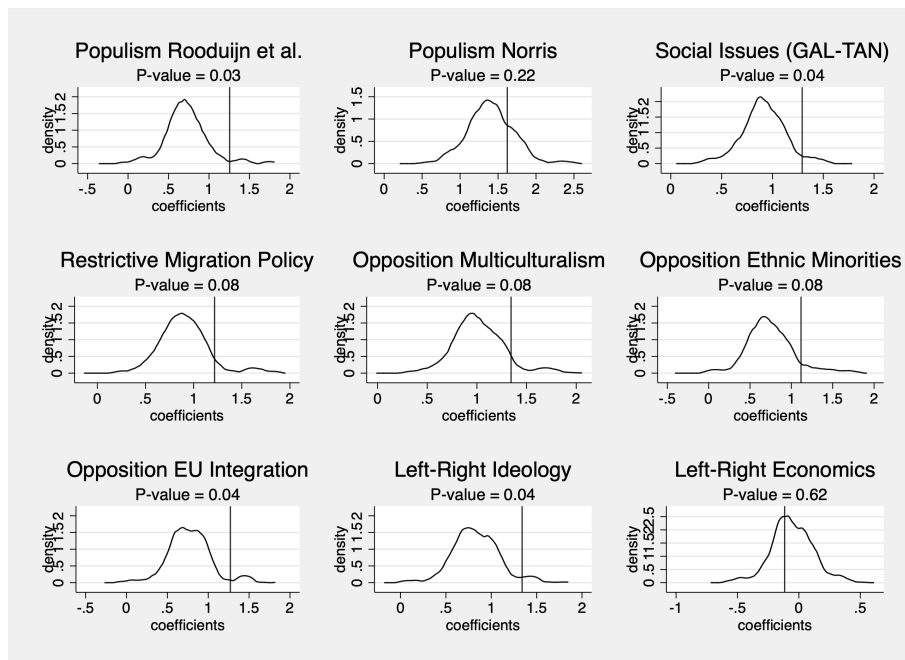 Populism Rooduijn et al.
P-value = 0.03
density
0 .5 1 1.5 2
-.5 0 .5 1 1.5 2
coefficients
Populism Norris
P-value = 0.22
density
0 .5 1 1.5
0 .5 1 1.5 2 2.5
coefficients
Social Issues (GAL-TAN)
P-value = 0.04
density
0 .5 1 1.5 2
0 .5 1 1.5 2
coefficients
Restrictive Migration Policy
P-value = 0.08
density
0 .5 1 1.5 2
0 .5 1 1.5 2
coefficients
Opposition Multiculturalism
P-value = 0.08
density
0 .5 1 1.5 2
0 .5 1 1.5 2
coefficients
Opposition Ethnic Minorities
P-value = 0.08
density
0 .5 1 1.5 2
-.5 0 .5 1 1.5 2
coefficients
Opposition EU Integration
P-value = 0.04
density
0 .5 1 1.5 2
-.5 0 .5 1 1.5 2
coefficients
Left-Right Ideology
P-value = 0.04
density
0 .5 1 1.5 2
0 .5 1 1.5 2
coefficients
Left-Right Economics
P-value = 0.62
density
0 .5 1 1.5 2 2.5
-1 -.5 0 .5
coefficients